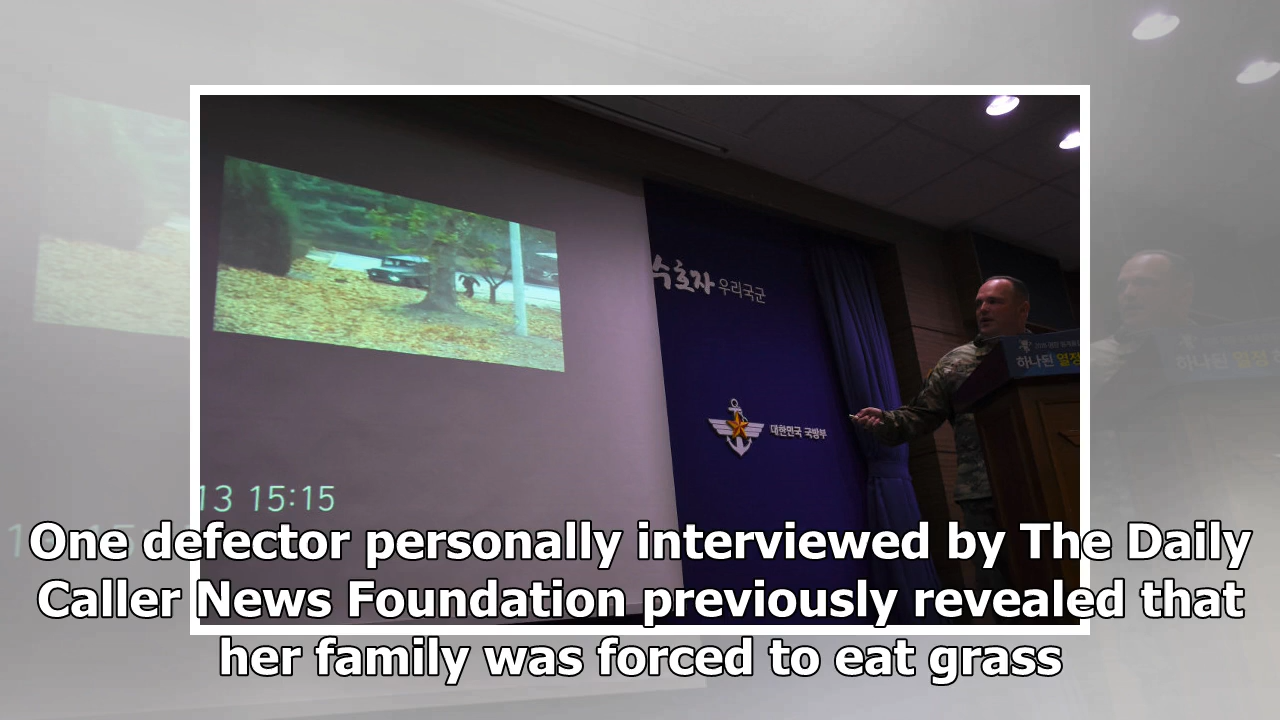 수호자 우리국군
하나된 열정
대한민국 국방부
13 15:15
One defector personally interviewed by The Daily
Caller News Foundation previously revealed that
her family was forced to eat grass